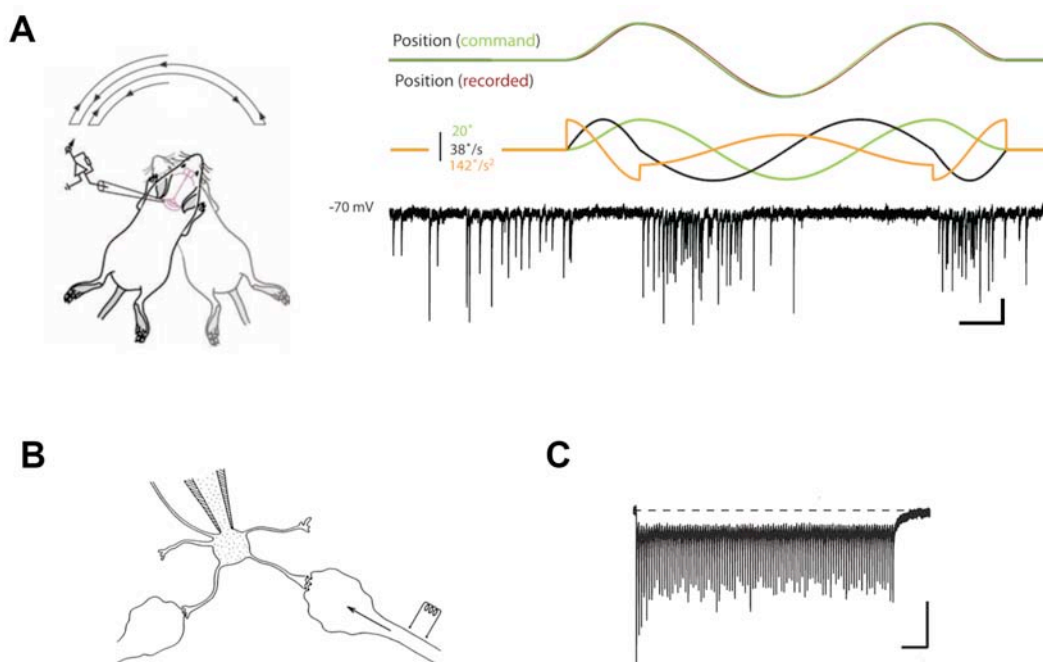 A
Position (command)
Position (recorded)
20˚
38˚/s
142˚/s²
-70 mV
B
C